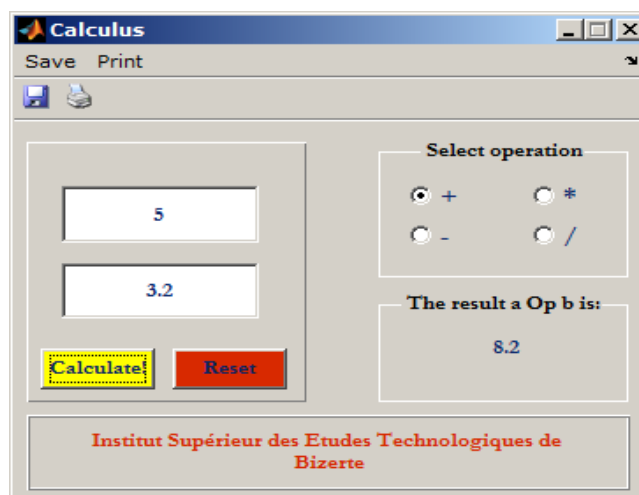 Calculus
Save Print
Select operation
5
+ *
- /
3.2
The result a Op b is:
8.2
Calculate!
Reset
Institut Supérieur des Etudes Technologiques de
Bizerte